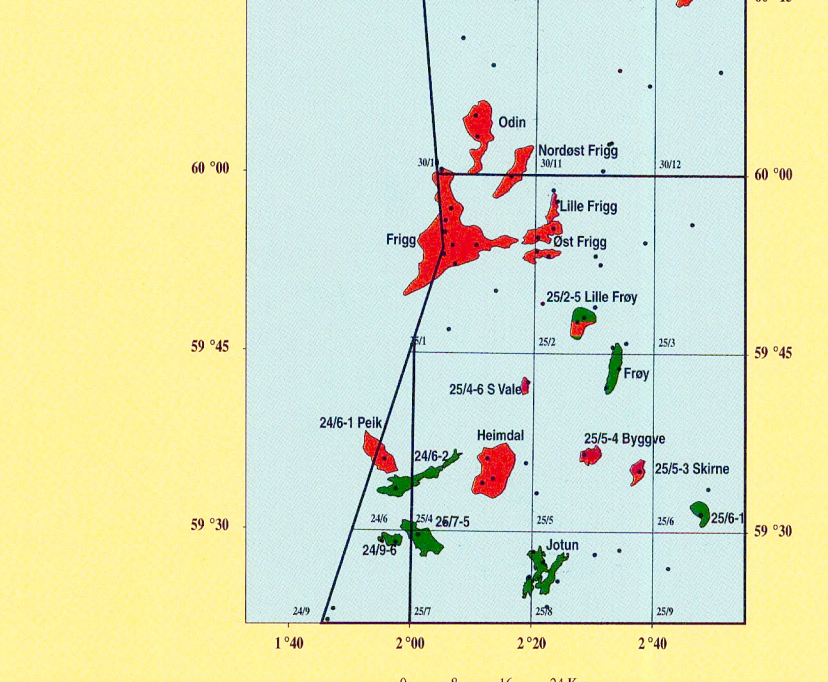 Odin
Nordøst Frigg
30/1
30/11
30/12
60 °00
60 °00
Lille Frigg
Frigg
Øst Frigg
25/2-5 Lille Frøy
25/1
25/2
25/3
59 °45
59 °45
Frøy
25/4-6 S Vale
24/6-1 Peik
Heimdal
25/5-4 Byggve
24/6-2
25/5-3 Skirne
24/6
25/4
25/7-5
25/5
25/6
25/6-1
59 °30
59 °30
24/9-6
Jotun
24/9
25/7
25/8
25/9
1 °40
2 °00
2 °20
2 °40